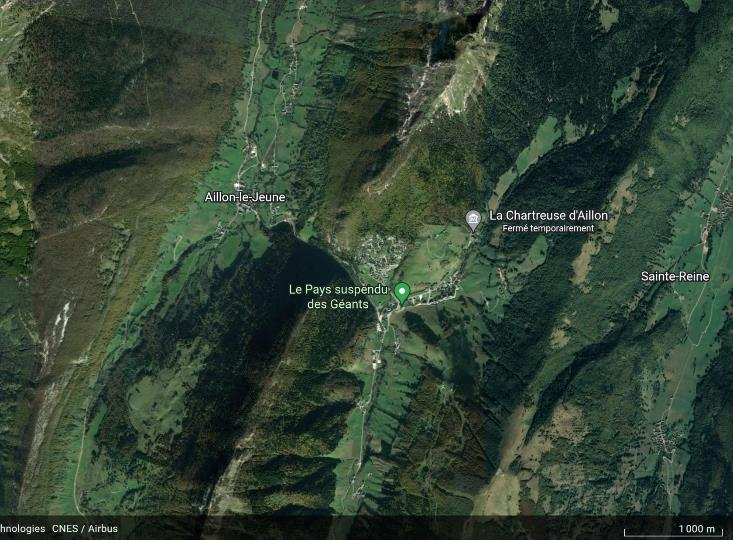 Aillon-le-Jeune
La Chartreuse d'Aillon
Fermé temporairement
Le Pays suspendu
des Géants
Sainte-Reine
hnologies CNES / Airbus
1 000 m